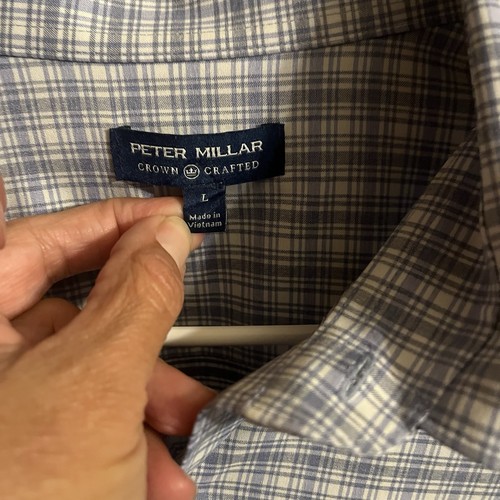 PETER MILLAR
CROWN CRAFTED
L
Made in
Vietnam